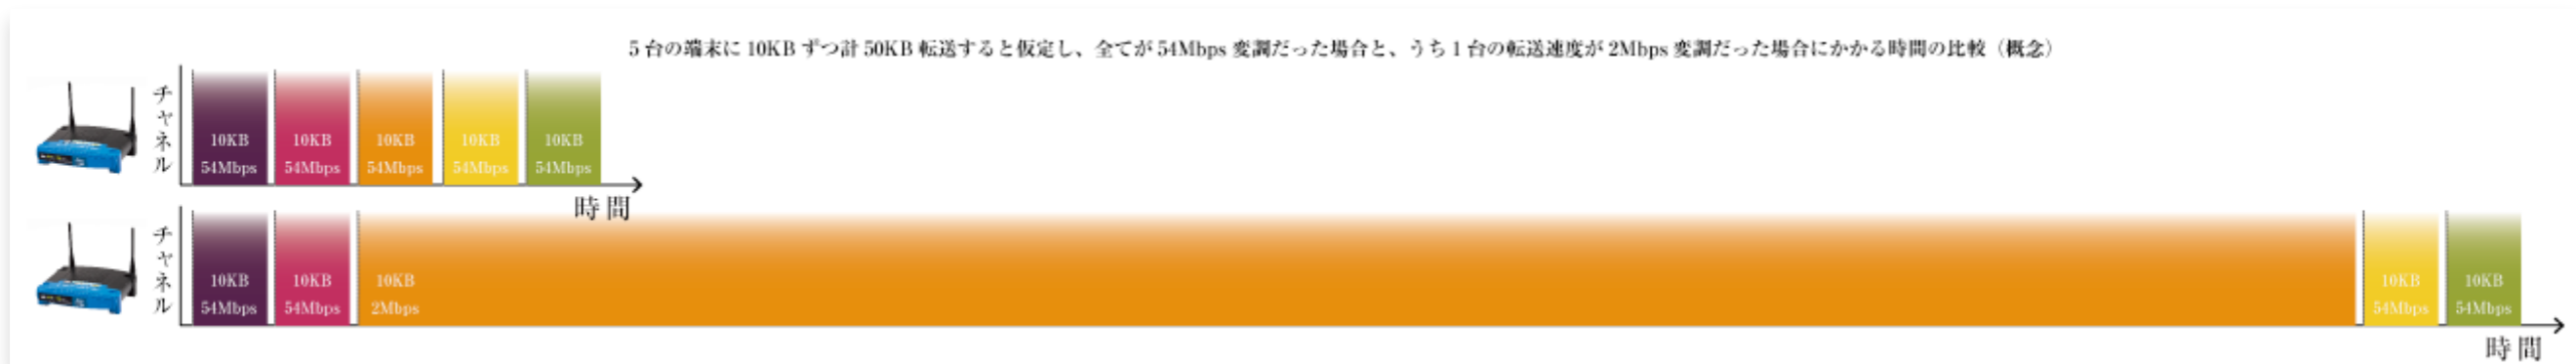 5 台の端末に 10KB ずつ計 50KB 転送すると仮定し、全てが 54Mbps 変調だった場合と、うち 1 台の転送速度が 2Mbps 変調だった場合にかかる時間の比較（概念）
チャネル
10KB
54Mbps
10KB
54Mbps
10KB
54Mbps
10KB
54Mbps
10KB
54Mbps
時間
チャネル
10KB
54Mbps
10KB
54Mbps
10KB
2Mbps
10KB
54Mbps
10KB
54Mbps
時間